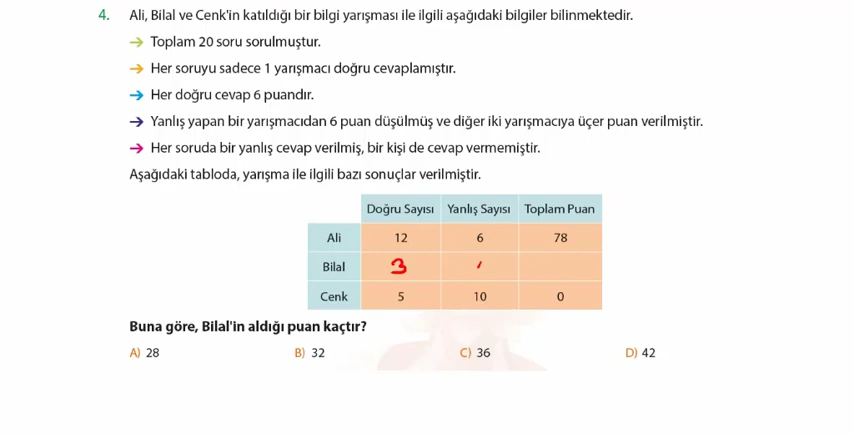 4. Ali, Bilal ve Cenk'in katıldığı bir bilgi yarışması ile ilgili aşağıdaki bilgiler bilinmektedir.
→ Toplam 20 soru sorulmuştur.
→ Her soruyu sadece 1 yarışmacı doğru cevaplamıştır.
→ Her doğru cevap 6 puandır.
→ Yanlış yapan bir yarışmacıdan 6 puan düşülmüş ve diğer iki yarışmacıya üçer puan verilmiştir.
→ Her soruda bir yanlış cevap verilmiş, bir kişi de cevap vermemiştir.
Aşağıdaki tabloda, yarışma ile ilgili bazı sonuçlar verilmiştir.
Doğru Sayısı Yanlış Sayısı Toplam Puan
Ali 12 6 78
Bilal 3
Cenk 5 10 0
Buna göre, Bilal'in aldığı puan kaçtır?
A) 28 B) 32 C) 36 D) 42